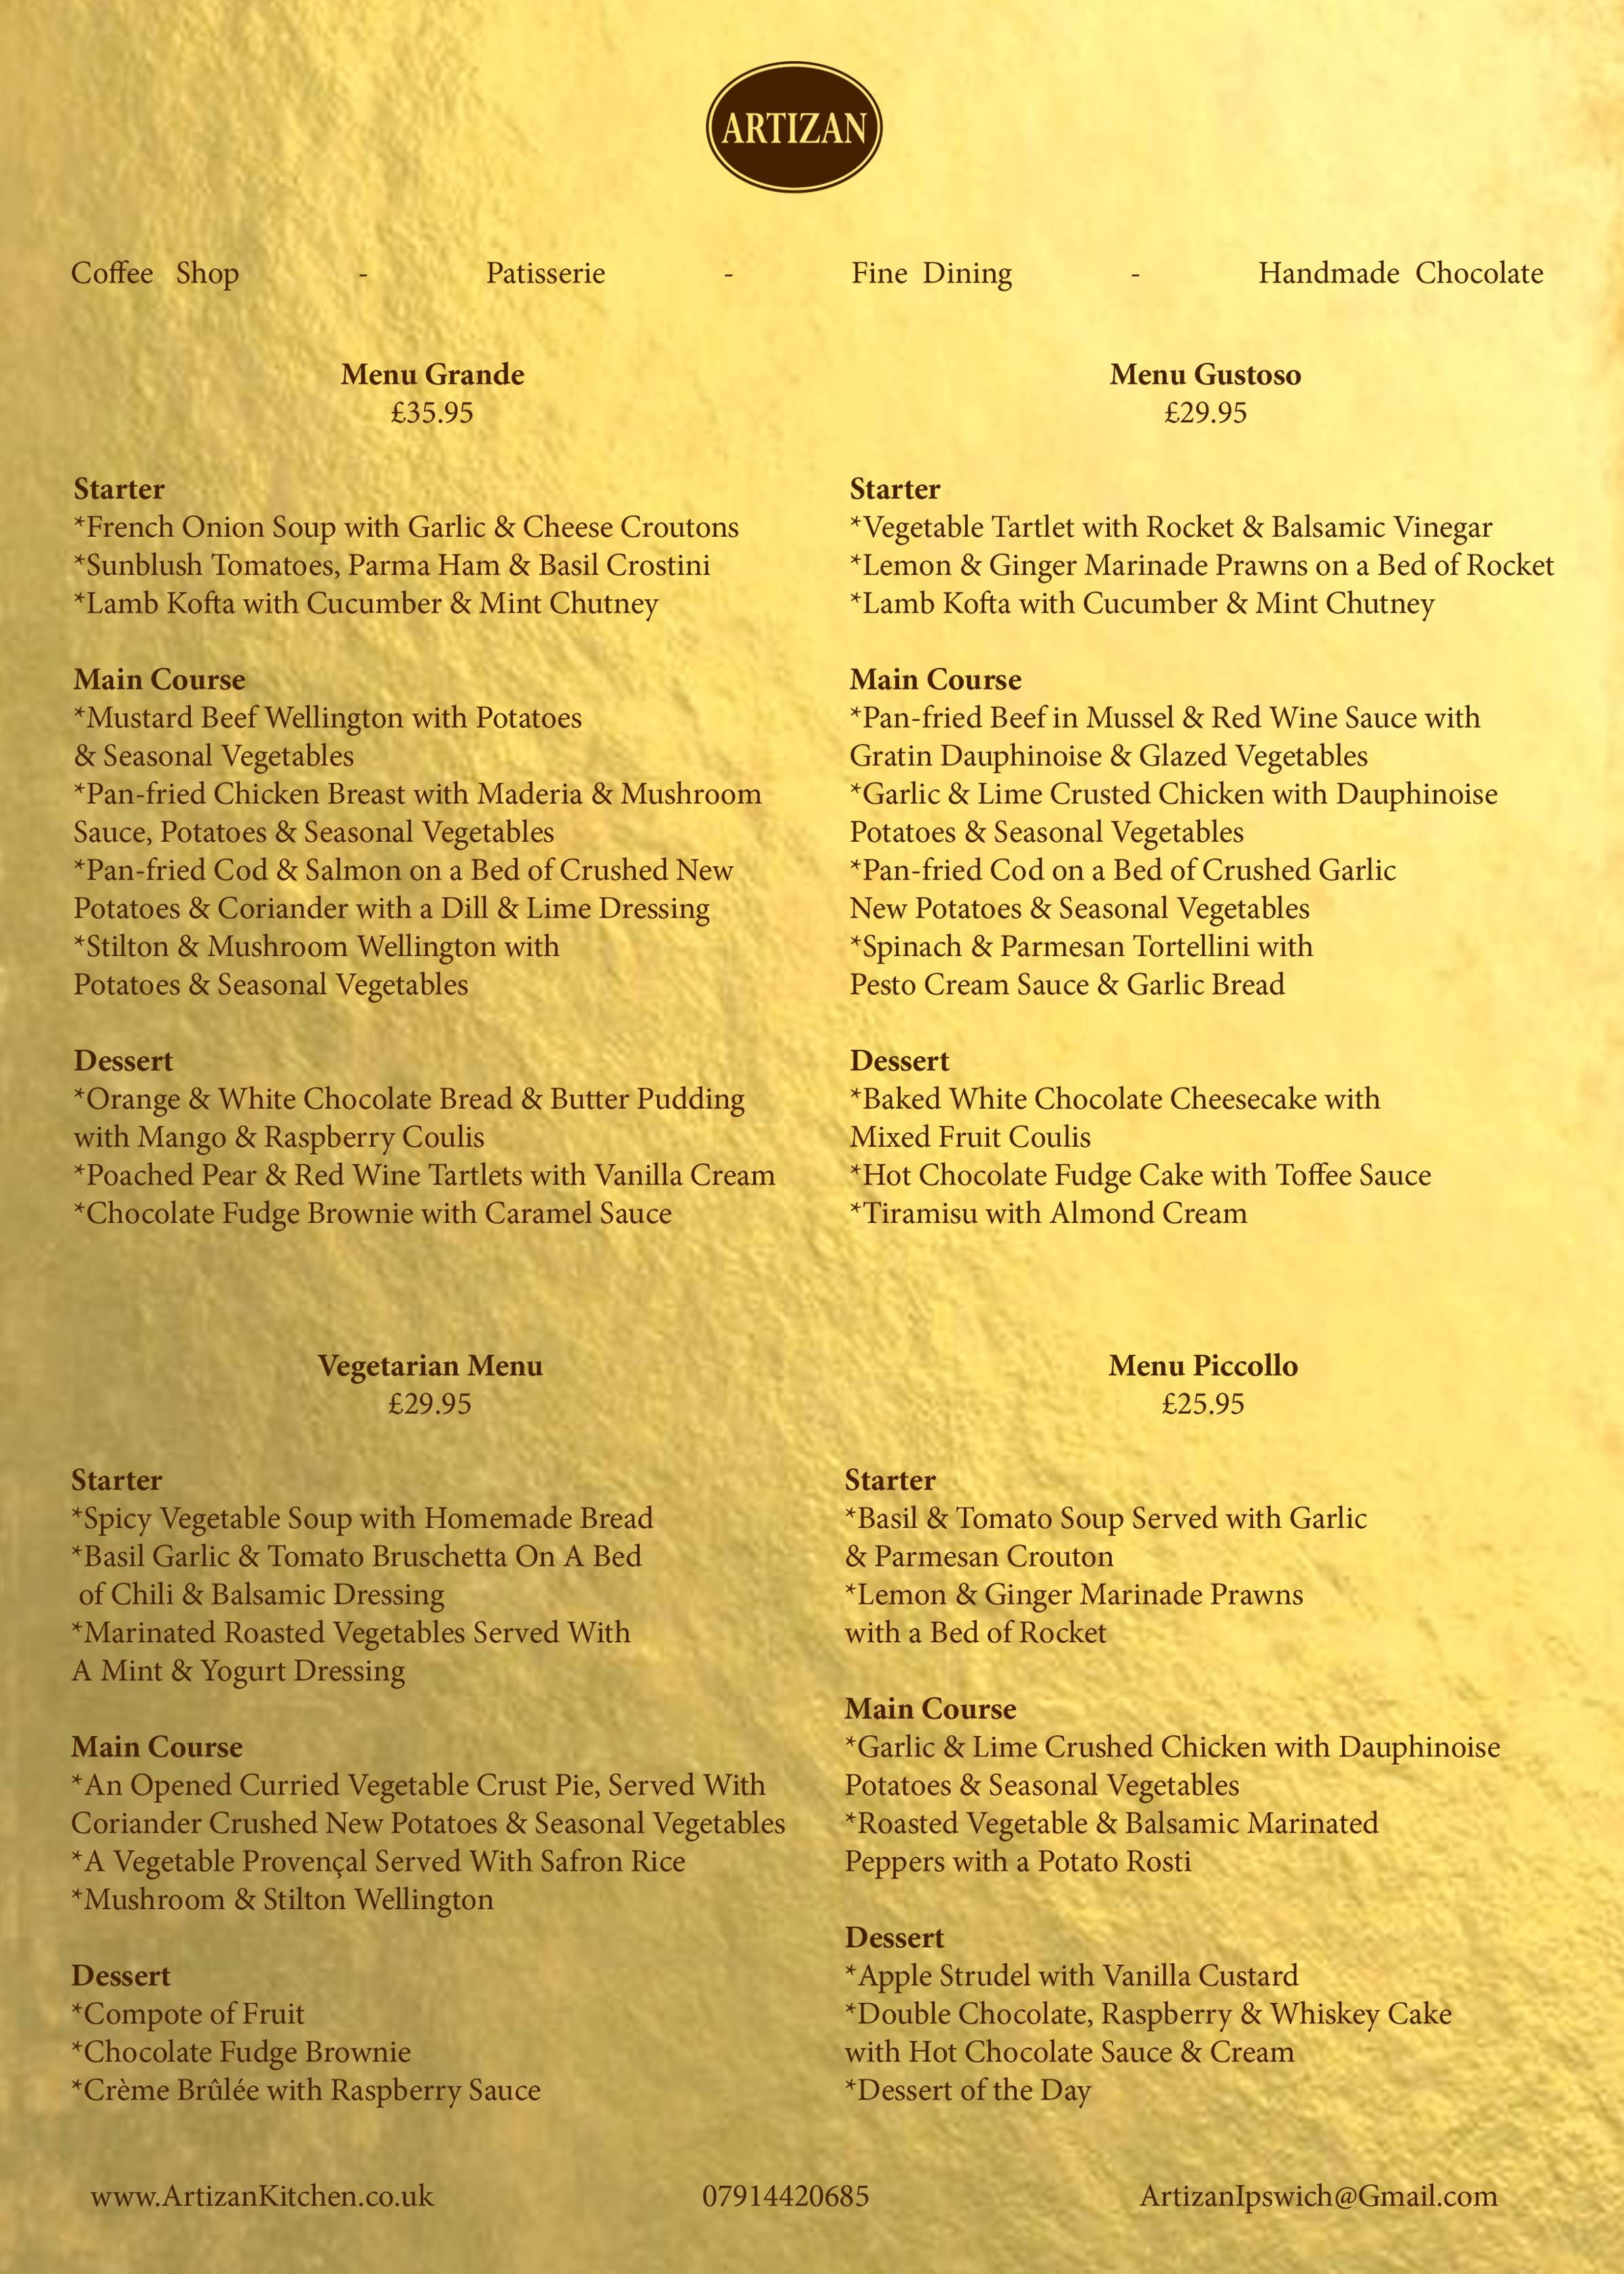 ARTIZAN
Coffee Shop - Patisserie - Fine Dining - Handmade Chocolate
Menu Grande
£35.95
Starter
*French Onion Soup with Garlic & Cheese Croutons
*Sunblush Tomatoes, Parma Ham & Basil Crostini
*Lamb Kofta with Cucumber & Mint Chutney
Main Course
*Mustard Beef Wellington with Potatoes
& Seasonal Vegetables
*Pan-fried Chicken Breast with Maderia & Mushroom
Sauce, Potatoes & Seasonal Vegetables
*Pan-fried Cod & Salmon on a Bed of Crushed New
Potatoes & Coriander with a Dill & Lime Dressing
*Stilton & Mushroom Wellington with
Potatoes & Seasonal Vegetables
Dessert
*Orange & White Chocolate Bread & Butter Pudding
with Mango & Raspberry Coulis
*Poached Pear & Red Wine Tartlets with Vanilla Cream
*Chocolate Fudge Brownie with Caramel Sauce
Menu Gustoso
£29.95
Starter
*Vegetable Tartlet with Rocket & Balsamic Vinegar
*Lemon & Ginger Marinade Prawns on a Bed of Rocket
*Lamb Kofta with Cucumber & Mint Chutney
Main Course
*Pan-fried Beef in Mussel & Red Wine Sauce with
Gratin Dauphinoise & Glazed Vegetables
*Garlic & Lime Crusted Chicken with Dauphinoise
Potatoes & Seasonal Vegetables
*Pan-fried Cod on a Bed of Crushed Garlic
New Potatoes & Seasonal Vegetables
*Spinach & Parmesan Tortellini with
Pesto Cream Sauce & Garlic Bread
Dessert
*Baked White Chocolate Cheesecake with
Mixed Fruit Coulis
*Hot Chocolate Fudge Cake with Toffee Sauce
*Tiramisu with Almond Cream
Vegetarian Menu
£29.95
Starter
*Spicy Vegetable Soup with Homemade Bread
*Basil Garlic & Tomato Bruschetta On A Bed
of Chili & Balsamic Dressing
*Marinated Roasted Vegetables Served With
A Mint & Yogurt Dressing
Main Course
*An Opened Curried Vegetable Crust Pie, Served With
Coriander Crushed New Potatoes & Seasonal Vegetables
*A Vegetable Provençal Served With Safron Rice
*Mushroom & Stilton Wellington
Dessert
*Compote of Fruit
*Chocolate Fudge Brownie
*Crème Brûlée with Raspberry Sauce
Menu Piccollo
£25.95
Starter
*Basil & Tomato Soup Served with Garlic
& Parmesan Crouton
*Lemon & Ginger Marinade Prawns
with a Bed of Rocket
Main Course
*Garlic & Lime Crushed Chicken with Dauphinoise
Potatoes & Seasonal Vegetables
*Roasted Vegetable & Balsamic Marinated
Peppers with a Potato Rosti
Dessert
*Apple Strudel with Vanilla Custard
*Double Chocolate, Raspberry & Whiskey Cake
with Hot Chocolate Sauce & Cream
*Dessert of the Day
www.ArtizanKitchen.co.uk 07914420685 ArtizanIpswich@Gmail.com